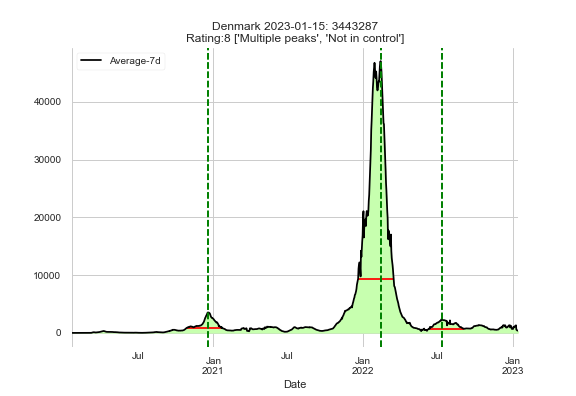 Denmark 2023-01-15: 3443287
Rating:8 ['Multiple peaks', 'Not in control']
Average-7d
40000
30000
20000
10000
0
Jul
Jan
2021
Jul
Jan
2022
Jul
Jan
2023
Date